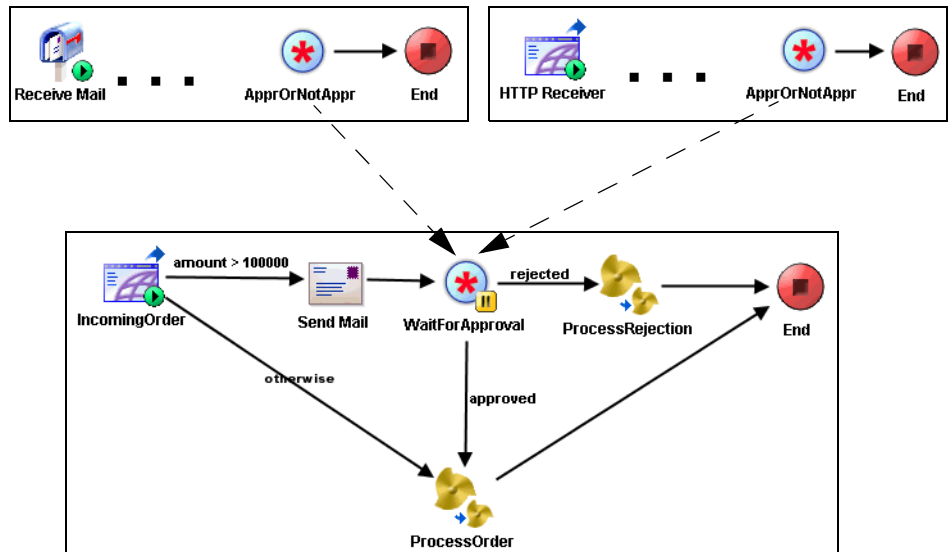 Receive Mail
ApprOrNotAppr
End
HTTP Receiver
ApprOrNotAppr
End
amount > 100000
IncomingOrder
Send Mail
WaitForApproval
rejected
ProcessRejection
End
otherwise
approved
ProcessOrder